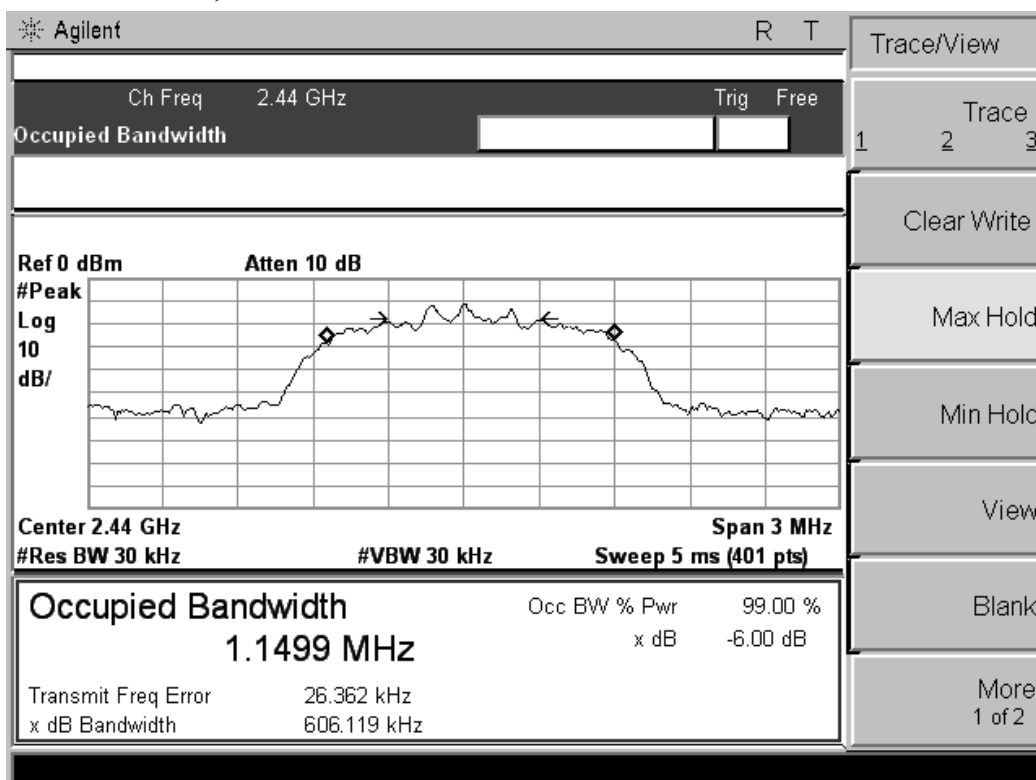 Agilent R T
Trace/View
Ch Freq 2.44 GHz Trig Free
Occupied Bandwidth
Trace
1 2 3
Clear Write
Ref 0 dBm Atten 10 dB
#Peak
Log
10
dB/
Max Hold
Min Hold
View
Center 2.44 GHz Span 3 MHz
#Res BW 30 kHz #VBW 30 kHz Sweep 5 ms (401 pts)
Occupied Bandwidth Occ BW % Pwr 99.00 %
1.1499 MHz x dB -6.00 dB
Blank
Transmit Freq Error 26.362 kHz
x dB Bandwidth 606.119 kHz
More
1 of 2